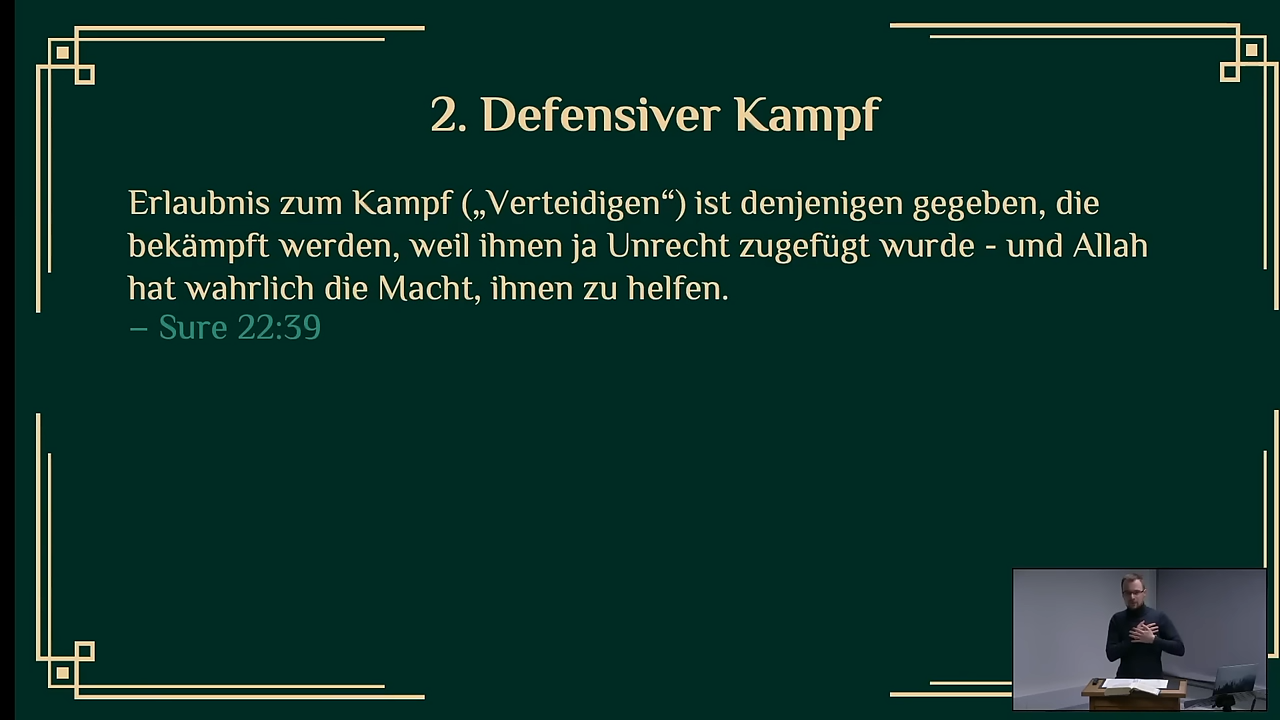 2. Defensiver Kampf
Erlaubnis zum Kampf („Verteidigen“) ist denjenigen gegeben, die
bekämpft werden, weil ihnen ja Unrecht zugefügt wurde - und Allah
hat wahrlich die Macht, ihnen zu helfen.
– Sure 22:39